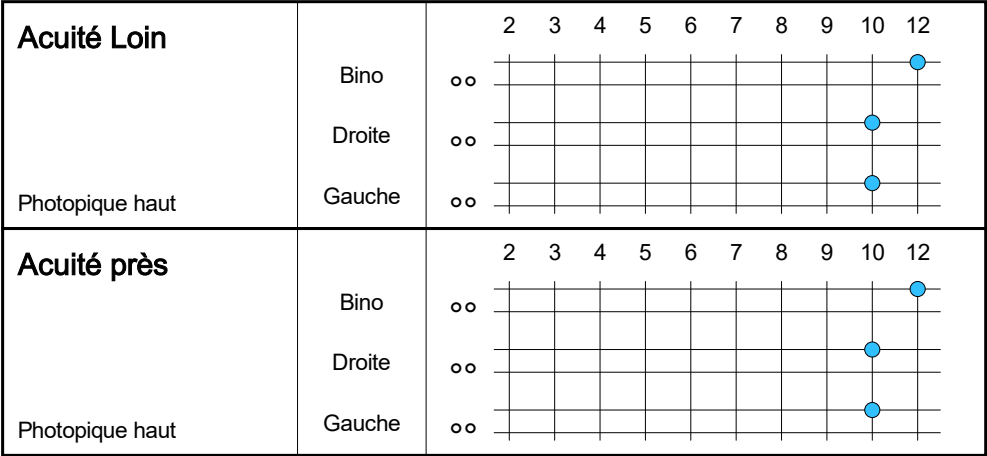 Acuité Loin
2 3 4 5 6 7 8 9 10 12
Bino
Droite
Gauche
Photopique haut
Acuité près
2 3 4 5 6 7 8 9 10 12
Bino
Droite
Gauche
Photopique haut